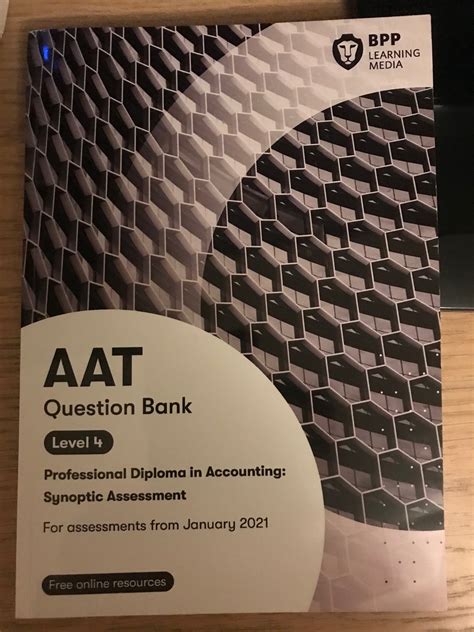 BPP
LEARNING
MEDIA
AAT
Question Bank
Level 4
Professional Diploma in Accounting:
Synoptic Assessment
For assessments from January 2021
Free online resources